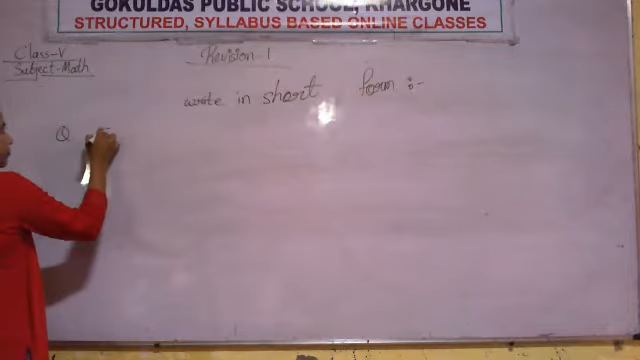 GOKULDAS PUBLIC SCHOOL, KHARGONE
STRUCTURED, SYLLABUS BASED ONLINE CLASSES
Class-V
Subject-Math
Revision-1
write in short form :-
Q